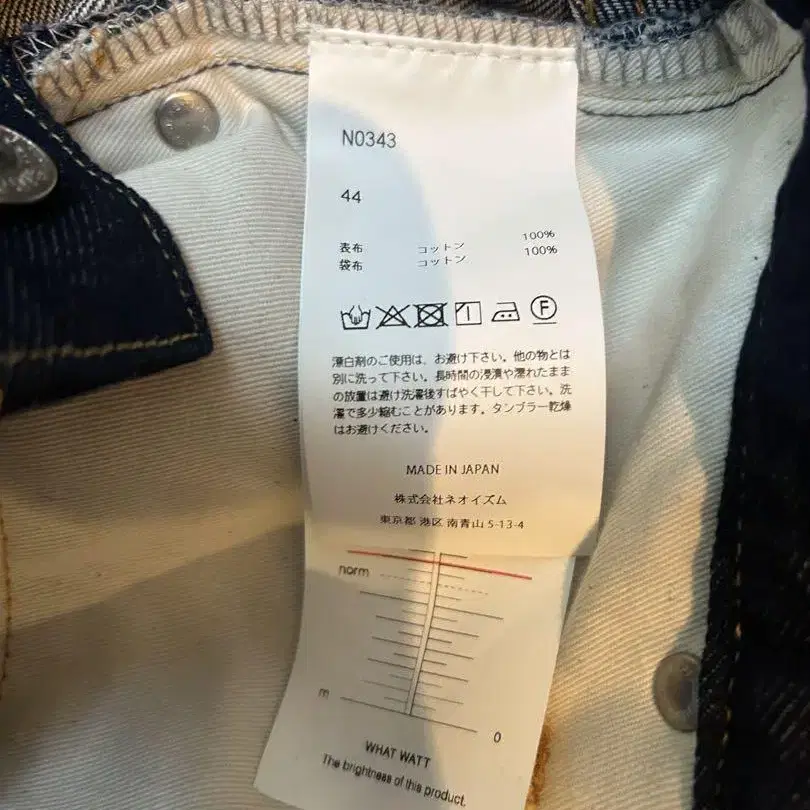 N0343
44
表布 コットン 100%
袋布 コットン 100%
F
漂白剤のご使用は、お避け下さい。他の物とは
別に洗って下さい。長時間の浸漬や濡れたまま
の放置は避け洗濯後すばやく干して下さい。洗
濯で多少縮むことがあります。タンブラー乾燥
はお避けください。
MADE IN JAPAN
株式会社ネオイズム
東京都 港区 南青山 5-13-4
norm
m
0
WHAT WATT
The brightness of this product.